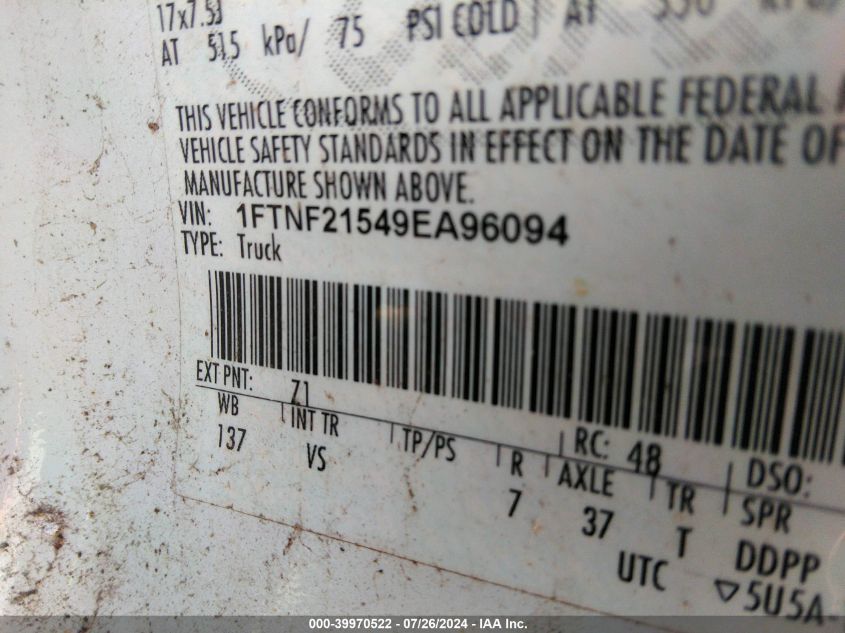 17x7.5J
AT 515 kPa/ 75 PSI COLD AT 550
THIS VEHICLE CONFORMS TO ALL APPLICABLE FEDERAL
VEHICLE SAFETY STANDARDS IN EFFECT ON THE DATE OF
MANUFACTURE SHOWN ABOVE.
VIN: 1FTNF21549EA96094
TYPE: Truck
EXT PNT: Z1 RC: 48 DSO:
WB INT TR TP/PS R AXLE TR SPR
137 VS 7 37 T DDPP
UTC ▽5U5A-
000-39970522 / 07/26/2024 - IAA Inc.